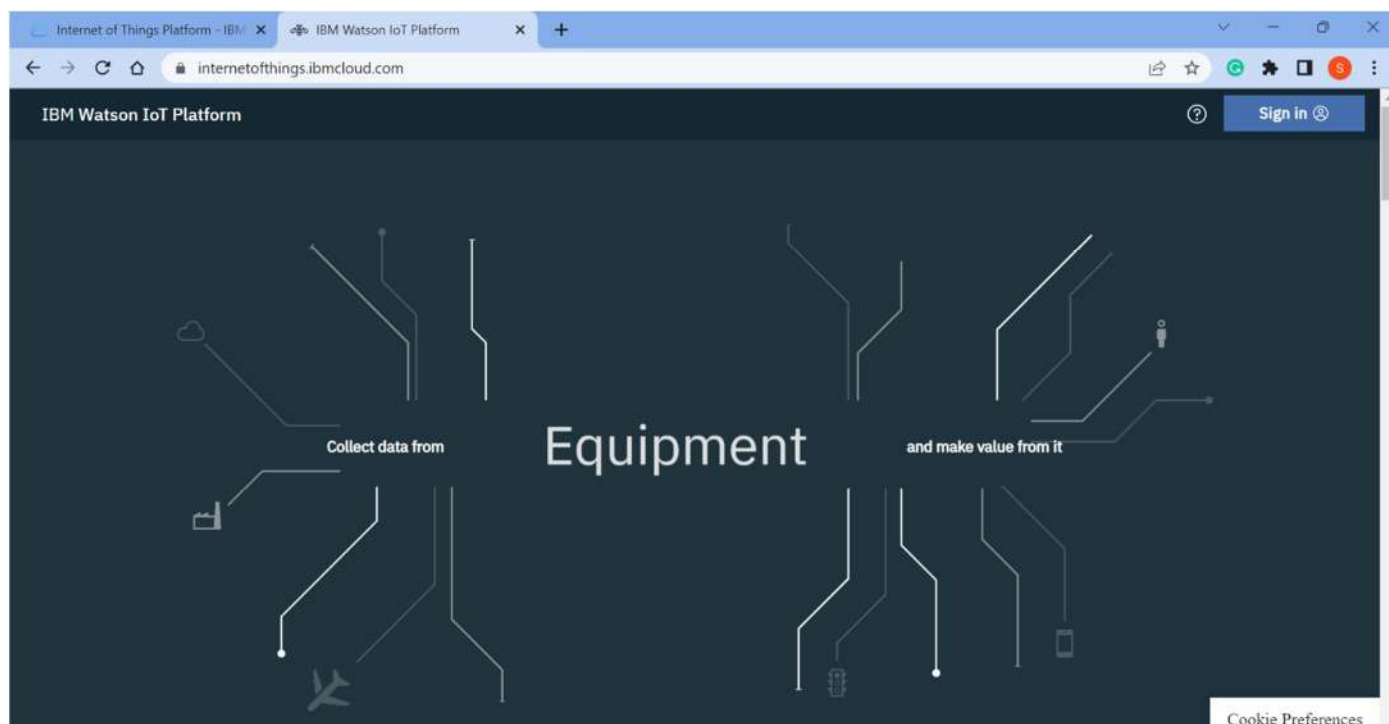 Internet of Things Platform - IBM
IBM Watson IoT Platform
internetofthings.ibmcloud.com
S
IBM Watson IoT Platform
Sign in
Collect data from Equipment and make value from it
Cookie Preferences